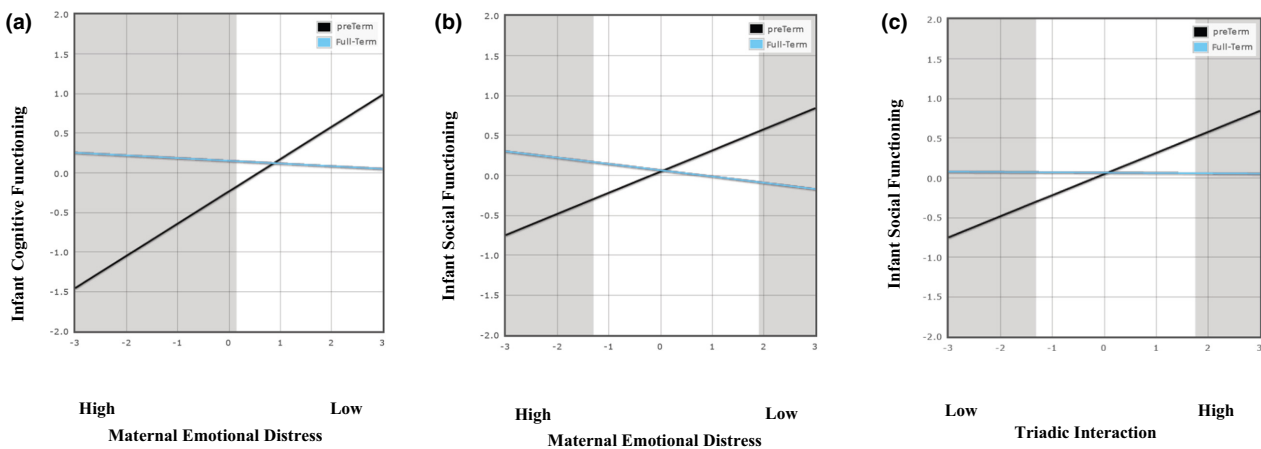 (a)
Infant Cognitive Functioning
2.0
1.5
1.0
0.5
0.0
-0.5
-1.0
-1.5
-2.0
-3 -2 -1 0 1 2 3
preTerm
Full-Term
High Low
Maternal Emotional Distress
(b)
Infant Social Functioning
2.0
1.5
1.0
0.5
0.0
-0.5
-1.0
-1.5
-2.0
-3 -2 -1 0 1 2 3
preTerm
Full-Term
High Low
Maternal Emotional Distress
(c)
Infant Social Functioning
2.0
1.5
1.0
0.5
0.0
-0.5
-1.0
-1.5
-2.0
-3 -2 -1 0 1 2 3
preTerm
Full-Term
Low High
Triadic Interaction